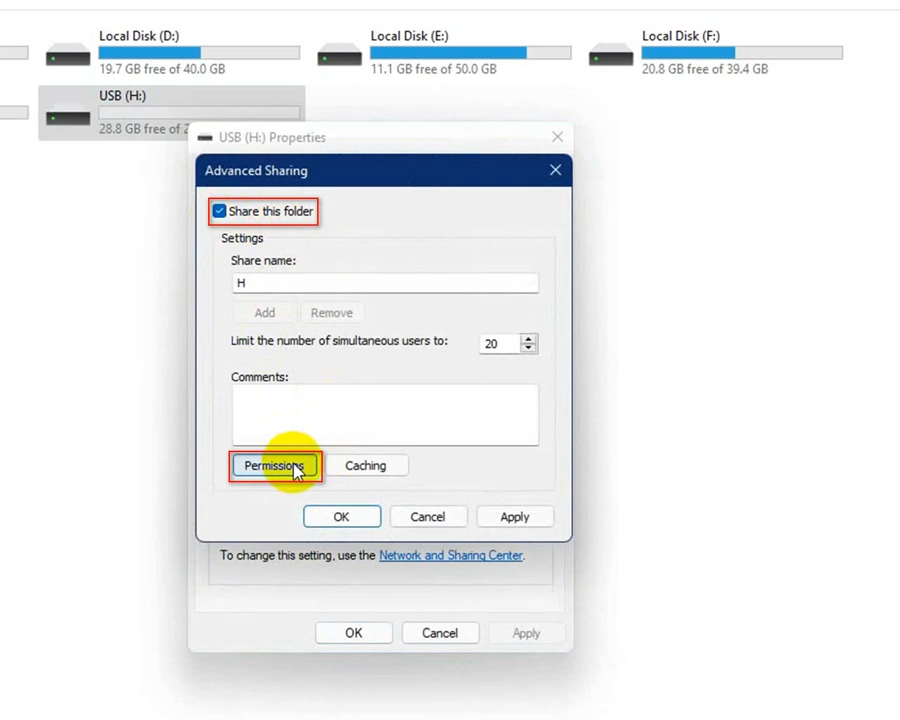 Local Disk (D:)
19.7 GB free of 40.0 GB
Local Disk (E:)
11.1 GB free of 50.0 GB
Local Disk (F:)
20.8 GB free of 39.4 GB
USB (H:)
28.8 GB free of
USB (H:) Properties
Advanced Sharing
Share this folder
Settings
Share name:
H
Add
Remove
Limit the number of simultaneous users to:
20
Comments:
Permissions
Caching
OK
Cancel
Apply
To change this setting, use the Network and Sharing Center.
OK
Cancel
Apply